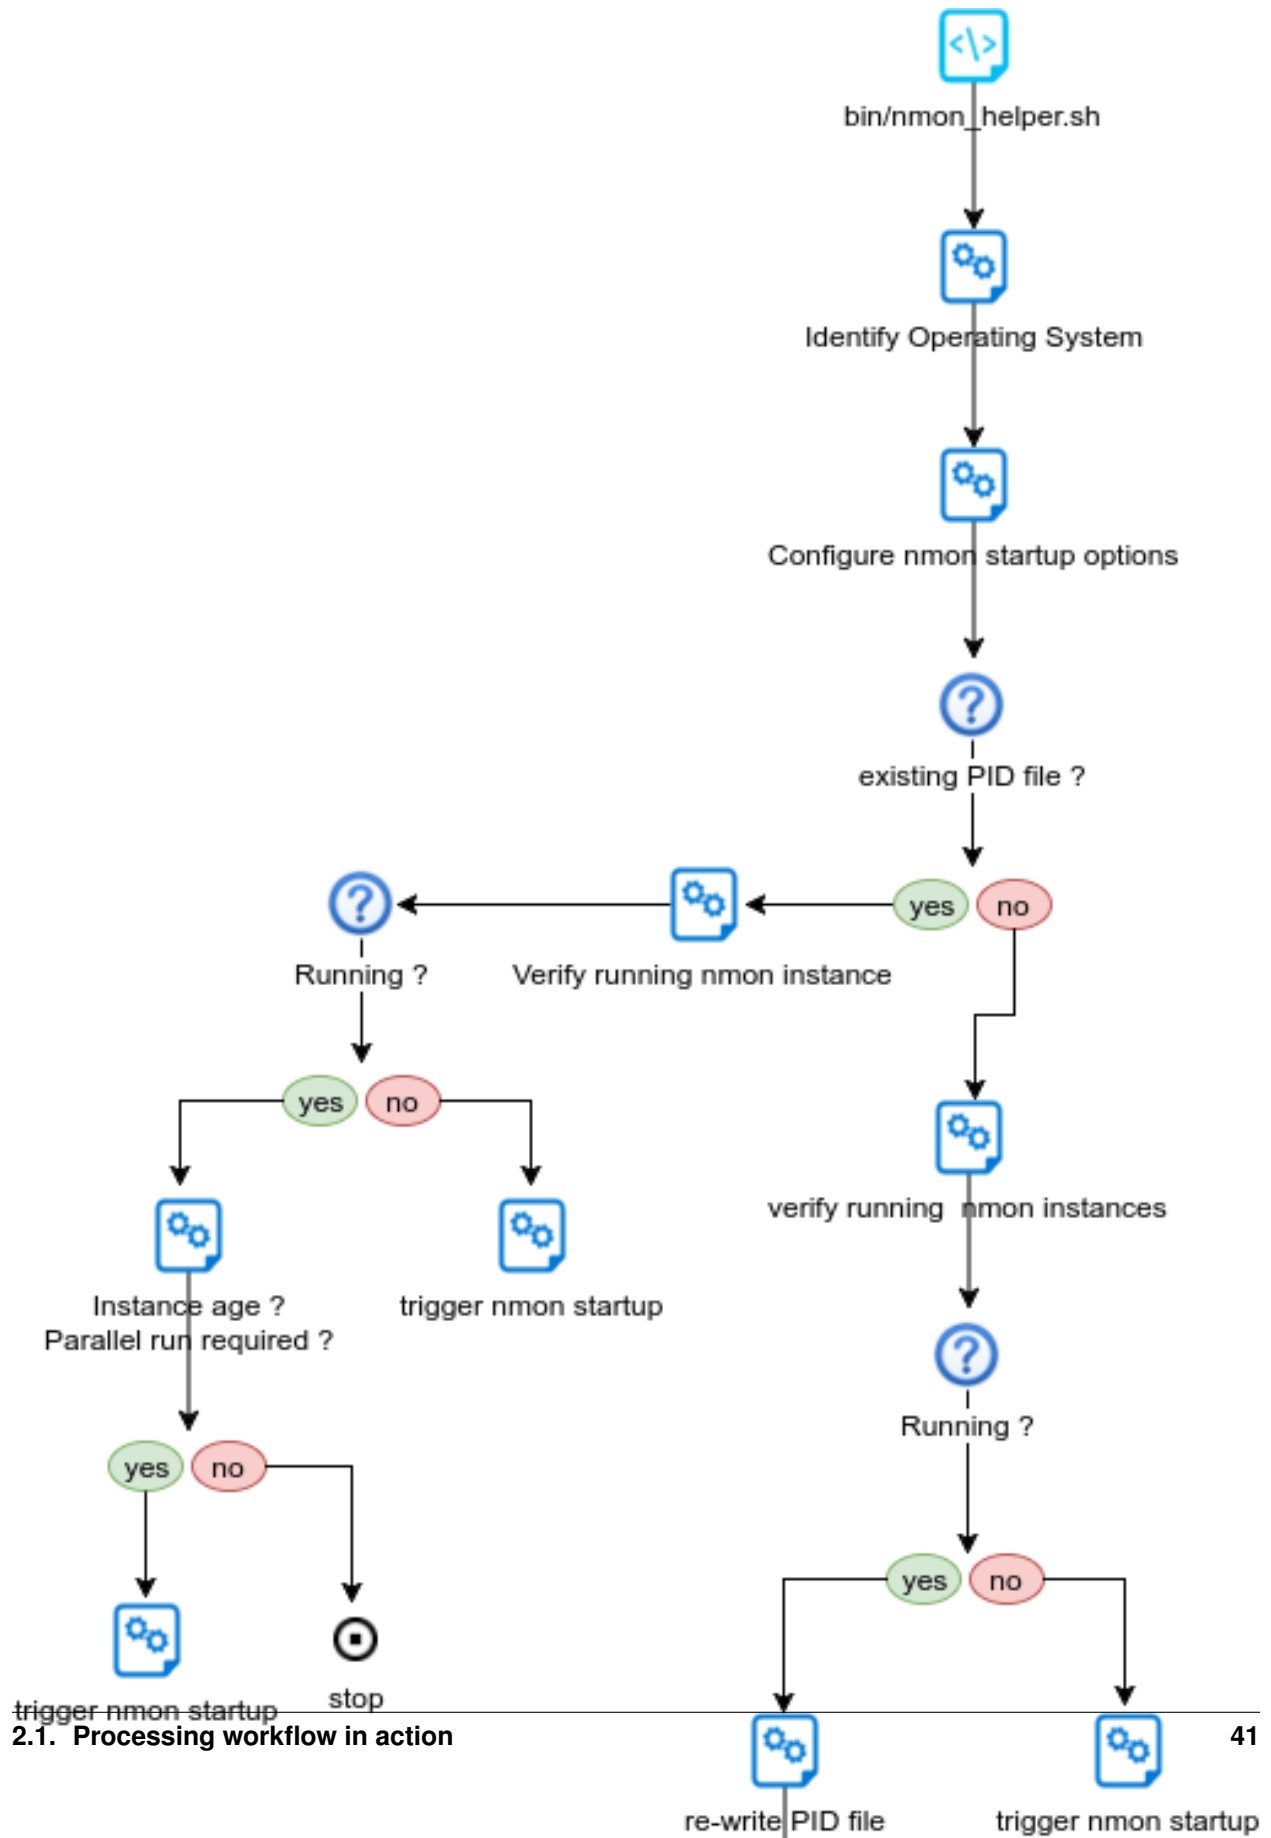 bin/nmon_helper.sh
Identify Operating System
Configure nmon startup options
existing PID file ?
yes no
Running ?
Verify running nmon instance
yes no
verify running nmon instances
Instance age ?
Parallel run required ?
trigger nmon startup
Running ?
yes no
yes no
trigger nmon startup
stop
2.1. Processing workflow in action 41
re-write PID file
trigger nmon startup